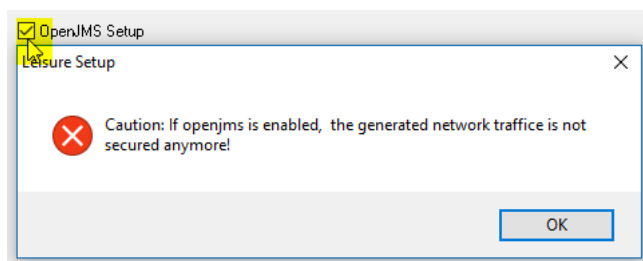 OpenJMS Setup
Leisure Setup
Caution: If openjms is enabled,  the generated network traffice is not
secured anymore!
OK